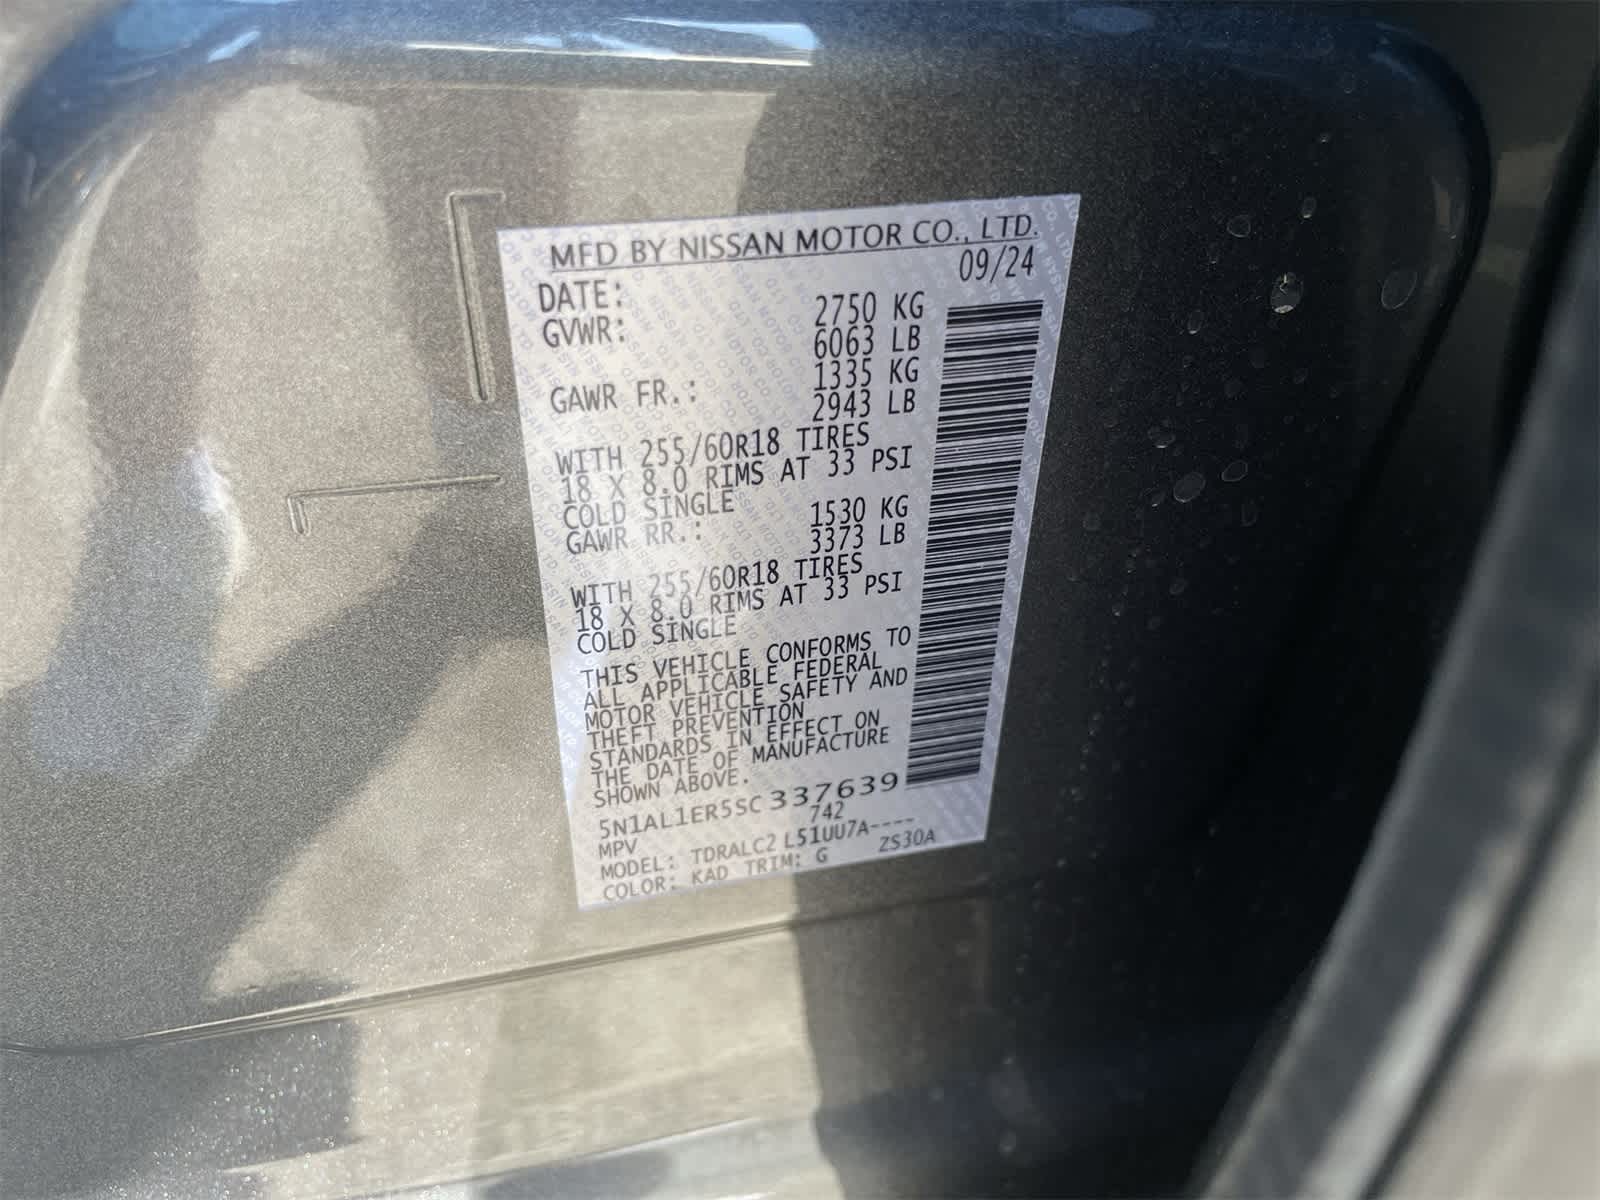 MFD BY NISSAN MOTOR CO., LTD.
DATE: 09/24
GVWR: 2750 KG
6063 LB
GAWR FR.: 1335 KG
2943 LB
WITH 255/60R18 TIRES
18 X 8.0 RIMS AT 33 PSI
COLD SINGLE
GAWR RR.: 1530 KG
3373 LB
WITH 255/60R18 TIRES
18 X 8.0 RIMS AT 33 PSI
COLD SINGLE
THIS VEHICLE CONFORMS TO
ALL APPLICABLE FEDERAL
MOTOR VEHICLE SAFETY AND
THEFT PREVENTION
STANDARDS IN EFFECT ON
THE DATE OF MANUFACTURE
SHOWN ABOVE.
5N1AL1ER5SC337639
MPV 742
MODEL: TDRALC2 L51UU7A----
COLOR: KAD TRIM: G ZS30A